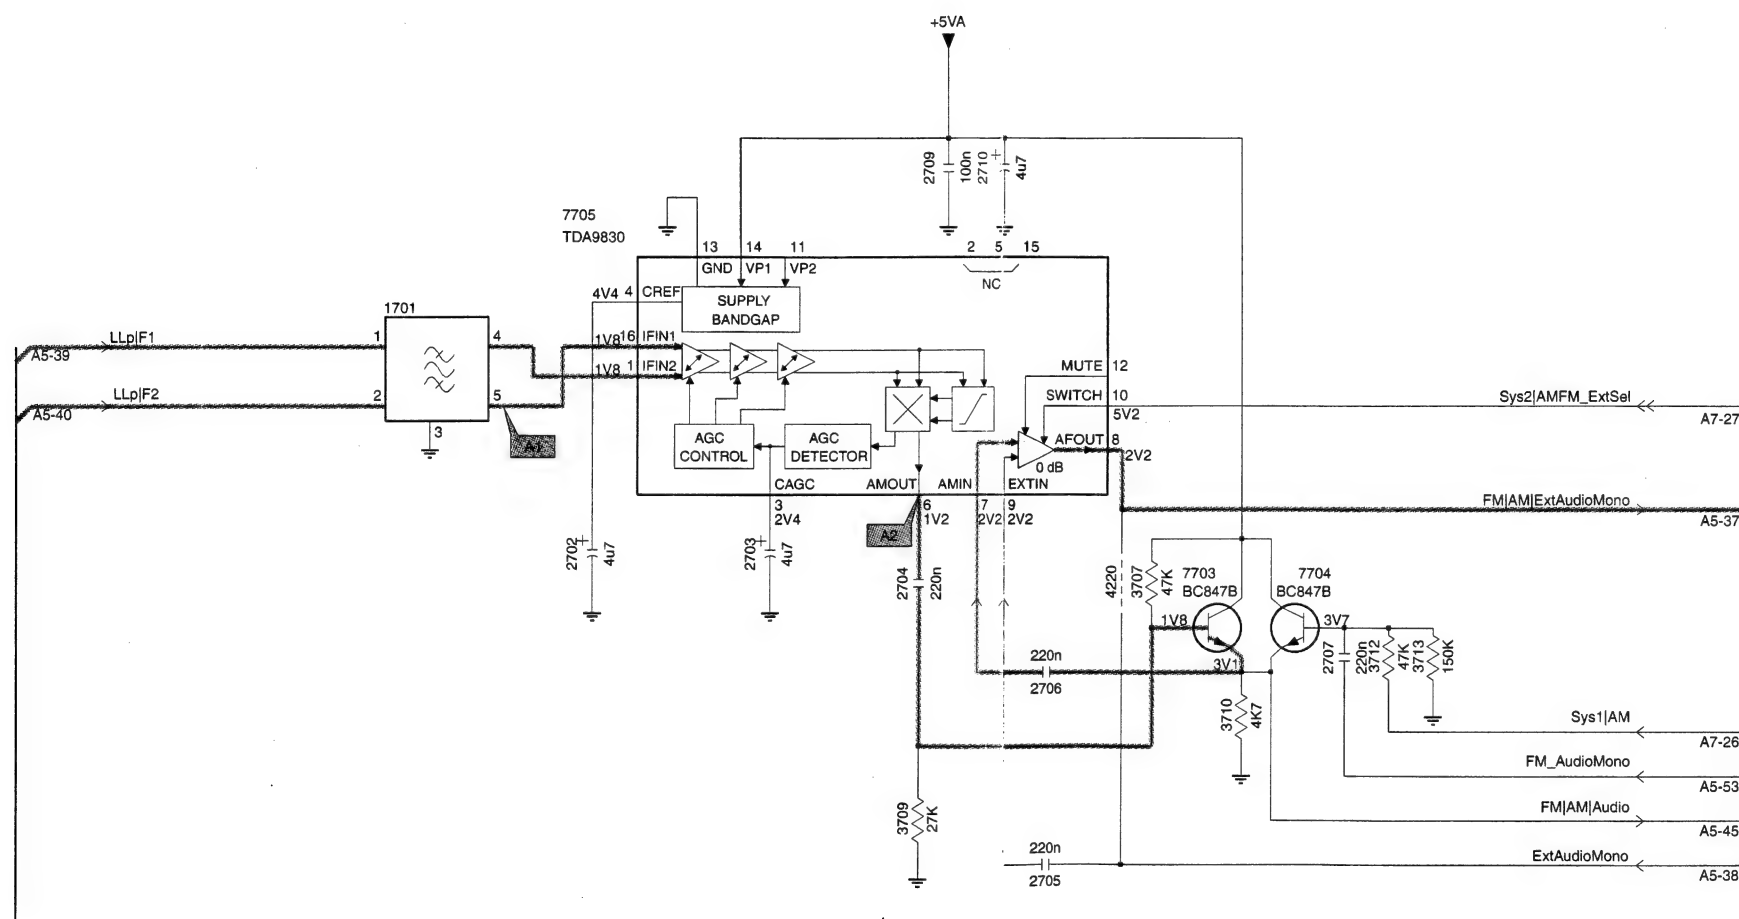 +5VA
2709
100n
2710
+
4u7
7705
TDA9830
13
14
11
2
5
15
GND
VP1
VP2
NC
4V4
4
CREF
SUPPLY
BANDGAP
1701
LLp|F1
A5-39
1
4
1V8
16
IFIN1
1V8
1
IFIN2
LLp|F2
A5-40
2
5
3
A1
MUTE
12
SWITCH
10
5V2
Sys2|AMFM_ExtSel
A7-27
AGC
CONTROL
AGC
DETECTOR
AFOUT
8
2V2
0 dB
CAGC
AMOUT
AMIN
EXTIN
3
2V4
6
1V2
7
2V2
9
2V2
A2
FM|AM|ExtAudioMono
A5-37
2702
+
4u7
2703
+
4u7
2704
220n
4220
3707
47K
7703
BC847B
7704
BC847B
1V8
3V7
3V1
220n
2706
2707
220n
3712
47K
3713
150K
3710
4K7
Sys1|AM
A7-26
FM_AudioMono
A5-53
3709
27K
FM|AM|Audio
A5-45
220n
2705
ExtAudioMono
A5-38